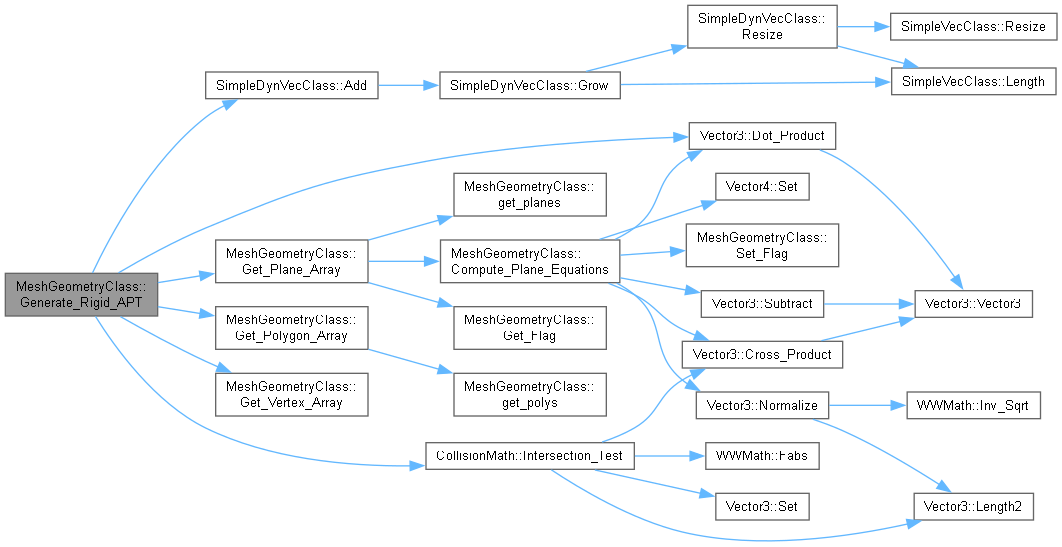 SimpleDynVecClass::
Resize
SimpleVecClass::Resize
SimpleDynVecClass::Add
SimpleDynVecClass::Grow
SimpleVecClass::Length
Vector3::Dot_Product
MeshGeometryClass::
get_planes
Vector4::Set
MeshGeometryClass::
Get_Plane_Array
MeshGeometryClass::
Compute_Plane_Equations
MeshGeometryClass::
Set_Flag
MeshGeometryClass::
Generate_Rigid_APT
Vector3::Subtract
Vector3::Vector3
MeshGeometryClass::
Get_Polygon_Array
MeshGeometryClass::
Get_Flag
Vector3::Cross_Product
MeshGeometryClass::
Get_Vertex_Array
MeshGeometryClass::
get_polys
Vector3::Normalize
WWMath::Inv_Sqrt
CollisionMath::Intersection_Test
WWMath::Fabs
Vector3::Set
Vector3::Length2